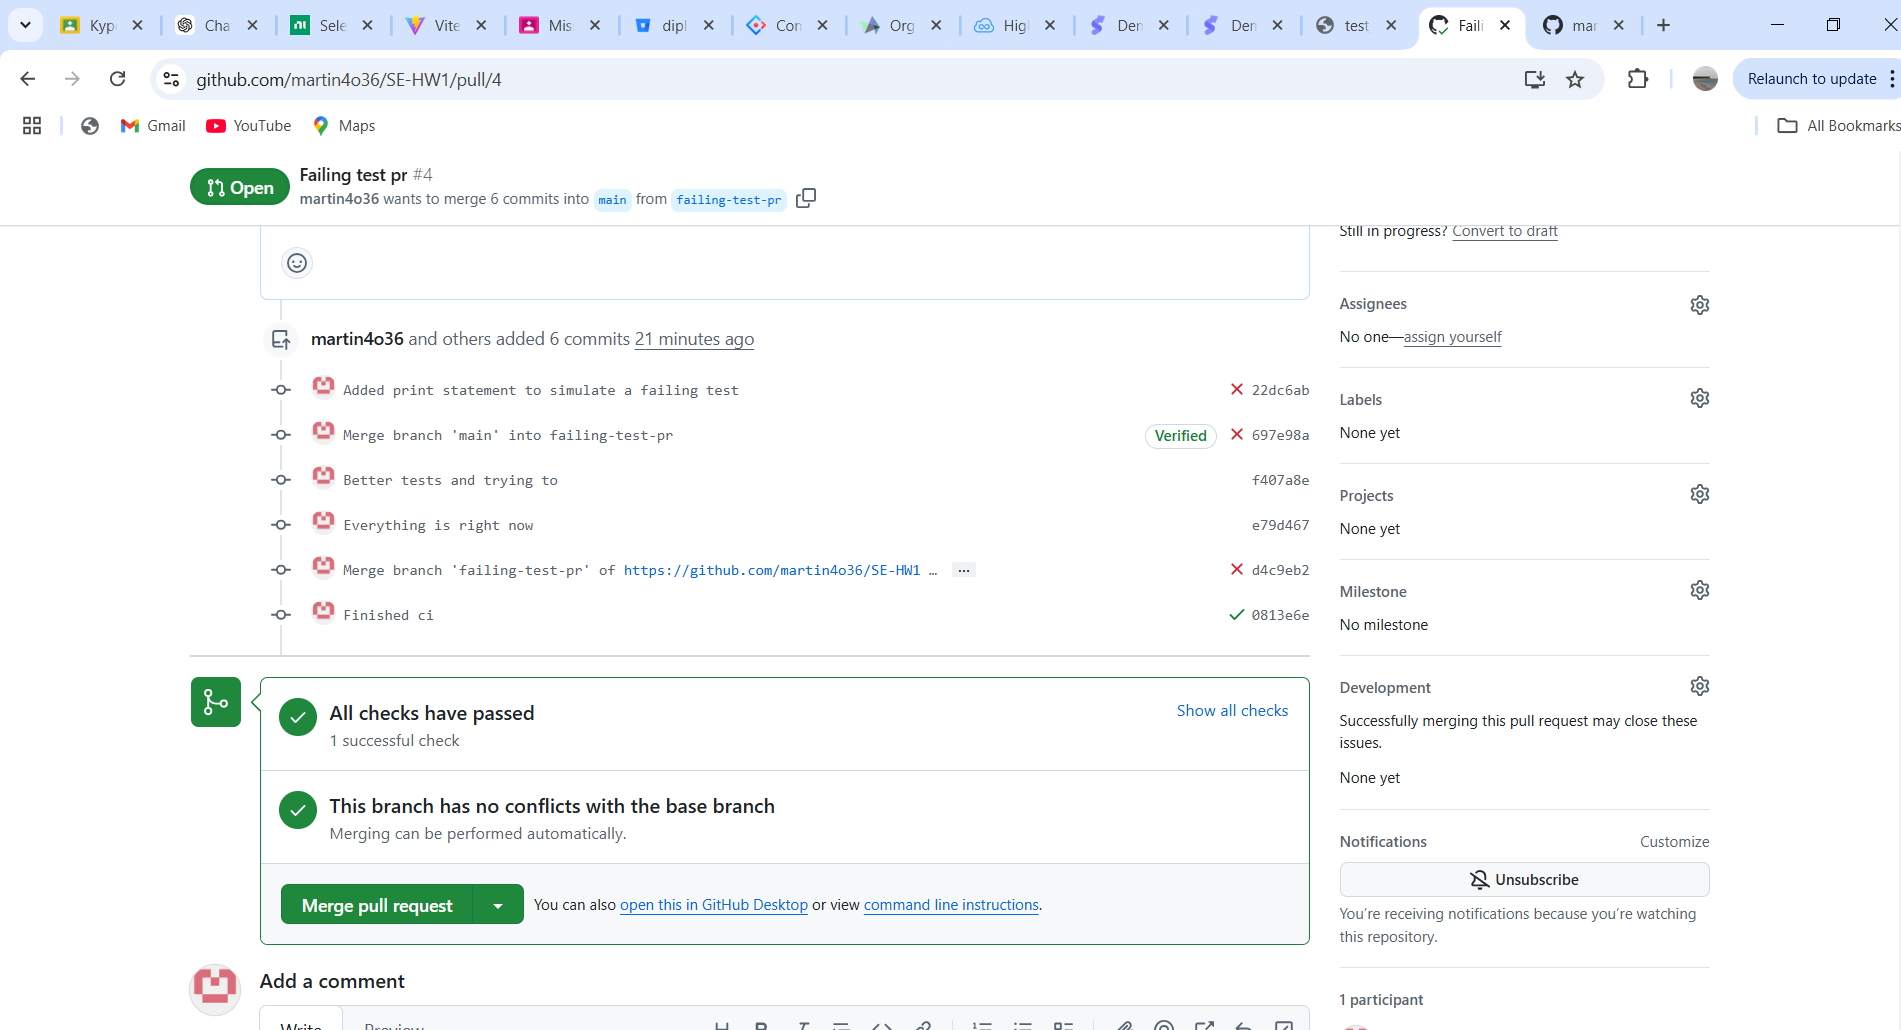 Kyp Cha Sele Vite Mis dipl Con Org Higl Den Den test Faili mar
github.com/martin4o36/SE-HW1/pull/4 Relaunch to update
Gmail YouTube Maps All Bookmarks
Open Failing test pr #4
martin4o36 wants to merge 6 commits into main from failing-test-pr
Still in progress? Convert to draft
martin4o36 and others added 6 commits 21 minutes ago
Added print statement to simulate a failing test 22dc6ab
Merge branch 'main' into failing-test-pr Verified 697e98a
Better tests and trying to f407a8e
Everything is right now e79d467
Merge branch 'failing-test-pr' of https://github.com/martin4o36/SE-HW1 … ... d4c9eb2
Finished ci 0813e6e
All checks have passed Show all checks
1 successful check
This branch has no conflicts with the base branch
Merging can be performed automatically.
Merge pull request You can also open this in GitHub Desktop or view command line instructions.
Add a comment
Write Preview
Assignees
No one—assign yourself
Labels
None yet
Projects
None yet
Milestone
No milestone
Development
Successfully merging this pull request may close these
issues.
None yet
Notifications Customize
Unsubscribe
You're receiving notifications because you're watching
this repository.
1 participant